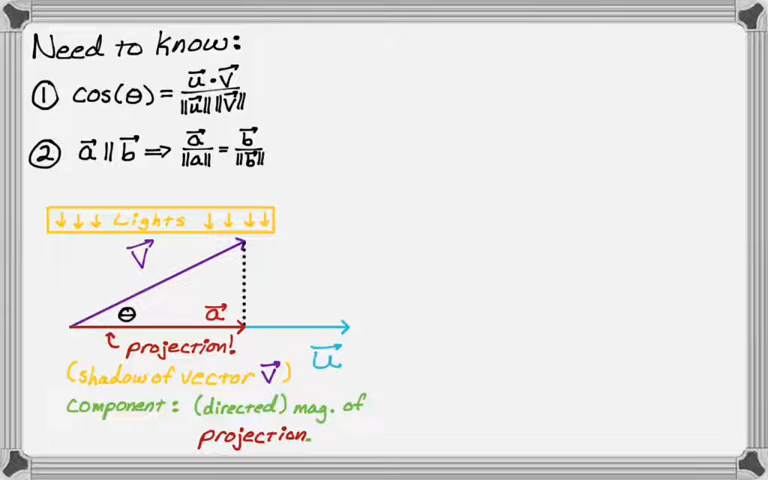 Need to know:
① cos(θ) = u⃗ · v⃗ / ‖u⃗‖ ‖v⃗‖
② a⃗ ∥ b⃗ ⟹ a⃗ / ‖a‖ = b⃗ / ‖b⃗‖
↓ ↓ ↓ Lights ↓ ↓ ↓ ↓
v⃗
θ
a⃗
projection!
u⃗
(shadow of vector v⃗)
component: (directed) mag. of
projection.